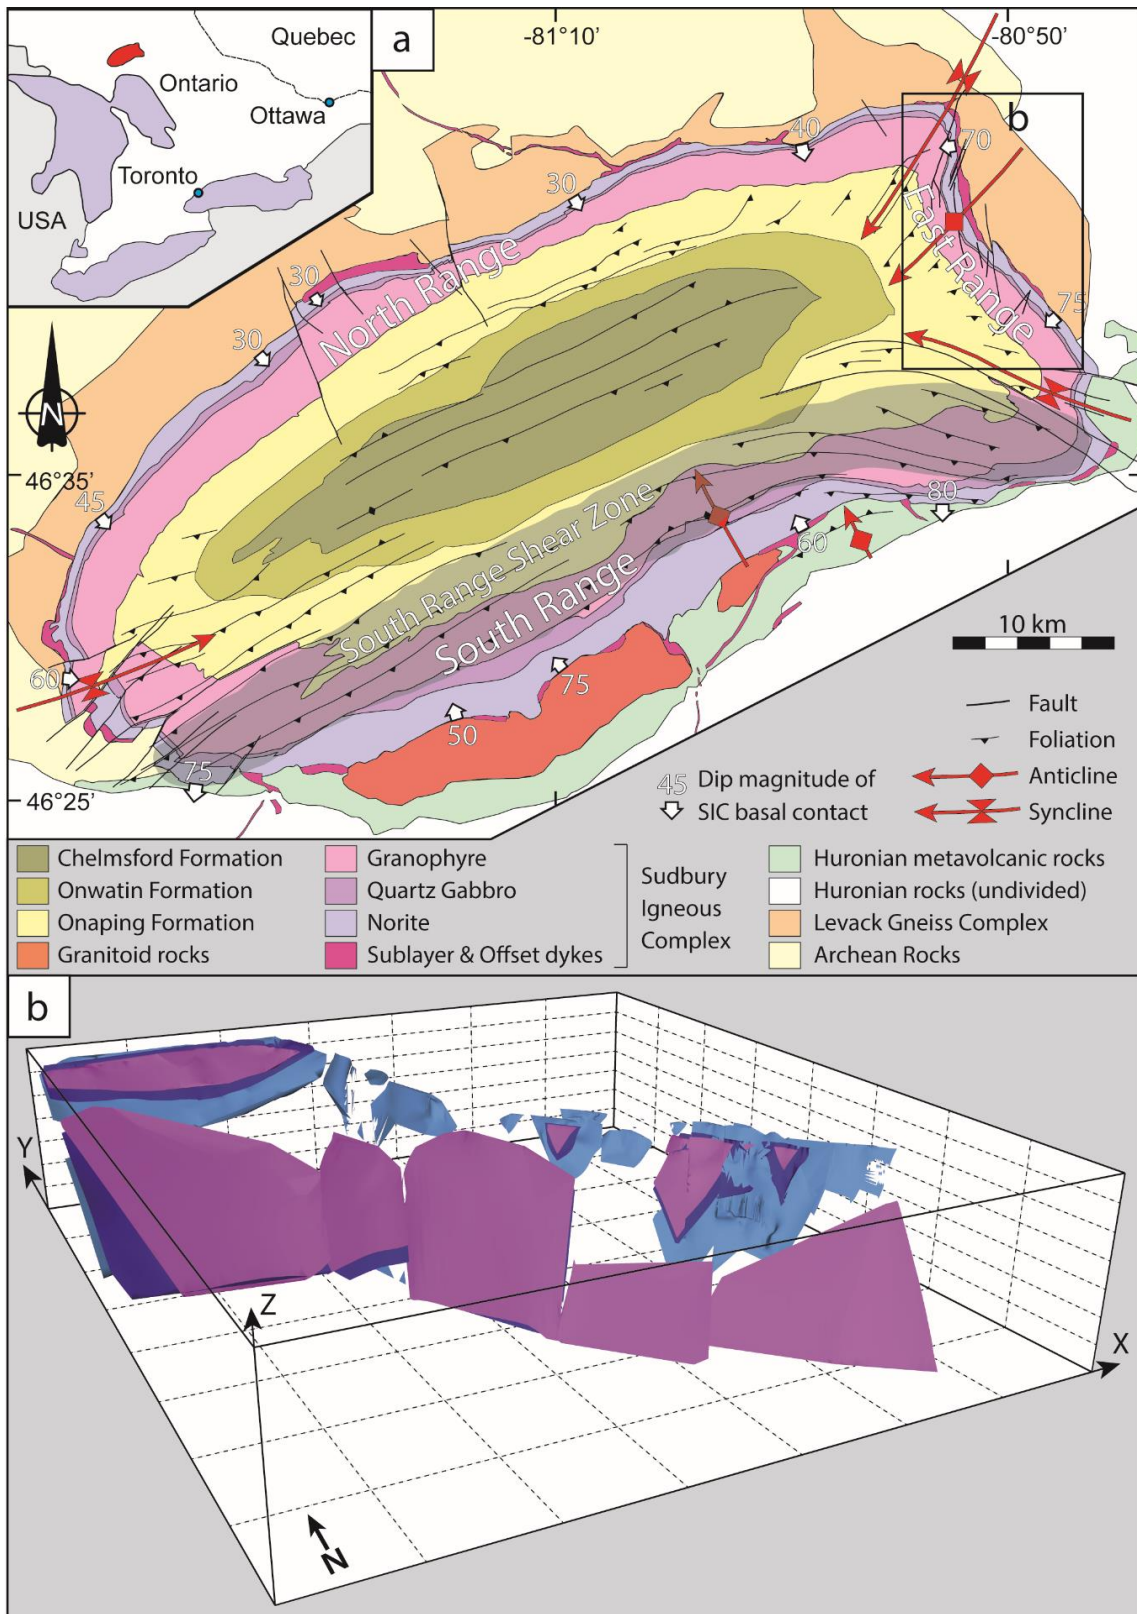 Quebec
Ontario
Ottawa
Toronto
USA
a
-81°10’
-80°50’
b
40
70
30
East Range
30
North Range
75
30
N
46°35’
45
80
South Range Shear Zone
60
South Range
10 km
60
75
50
75
46°25’
Fault
Foliation
45 Dip magnitude of
SIC basal contact
Anticline
Syncline
Chelmsford Formation
Onwatin Formation
Onaping Formation
Granitoid rocks
Granophyre
Quartz Gabbro
Norite
Sublayer & Offset dykes
Sudbury
Igneous
Complex
Huronian metavolcanic rocks
Huronian rocks (undivided)
Levack Gneiss Complex
Archean Rocks
b
Y
Z
X
N